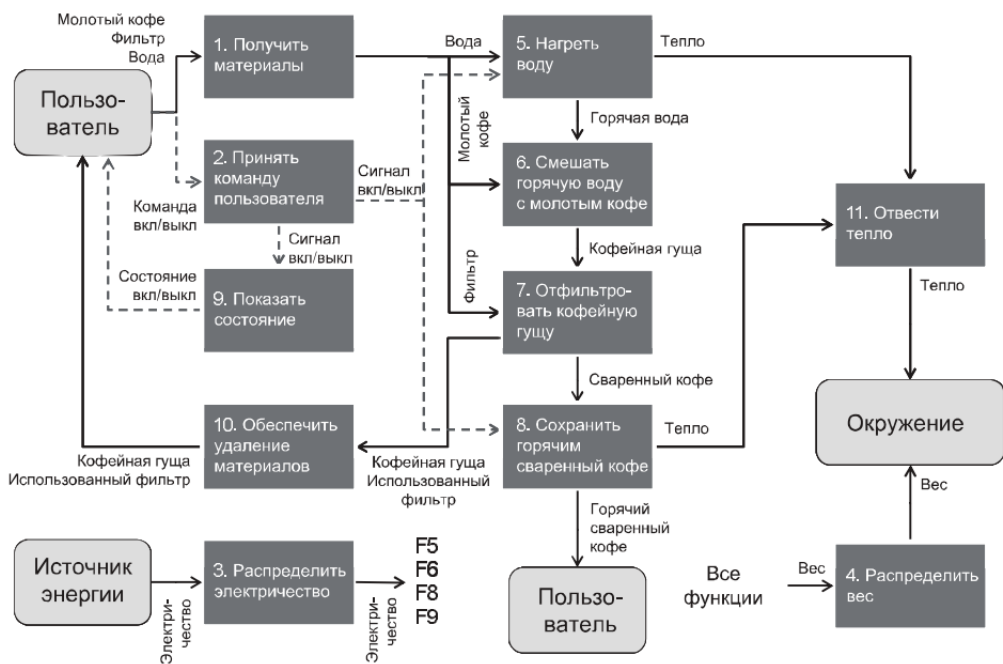 Молотый кофе
Фильтр
Вода
Пользо-
ватель
1. Получить
материалы
Вода
5. Нагреть
воду
Тепло
Молотый
кофе
Горячая вода
2. Принять
команду
пользователя
Сигнал
вкл/выкл
6. Смешать
горячую воду
с молотым кофе
11. Отвести
тепло
Команда
вкл/выкл
Сигнал
вкл/выкл
Кофейная гуща
Состояние
вкл/выкл
9. Показать
состояние
Фильтр
7. Отфильтро-
вать кофейную
гущу
Тепло
Сваренный кофе
10. Обеспечить
удаление
материалов
8. Сохранить
горячим
сваренный кофе
Тепло
Окружение
Кофейная гуща
Использованный фильтр
Кофейная гуща
Использованный
фильтр
Вес
Горячий
сваренный
кофе
Источник
энергии
Электри-
чество
3. Распределить
электричество
Электри-
чество
F5
F6
F8
F9
Пользо-
ватель
Все
функции
Вес
4. Распределить
вес